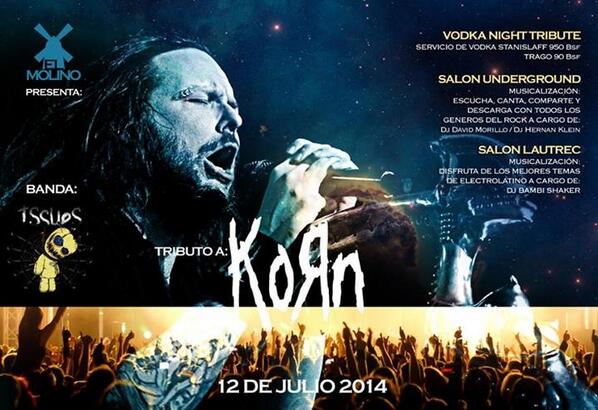 EL
MOLINO
PRESENTA:
BANDA:
ISSUES
TRIBUTO A:
KoЯn
VODKA NIGHT TRIBUTE
SERVICIO DE VODKA STANISLAFF 950 BSF
TRAGO 90 BSF
SALON UNDERGROUND
MUSICALIZACIÓN:
ESCUCHA, CANTA, COMPARTE Y
DESCARGA CON TODOS LOS
GENEROS DEL ROCK A CARGO DE:
DJ DAVID MORILLO / DJ HERNAN KLEIN
SALON LAUTREC
MUSICALIZACIÓN:
DISFRUTA DE LOS MEJORES TEMAS
DE ELECTROLATINO A CARGO DE:
DJ BAMBI SHAKER
12 DE JULIO 2014